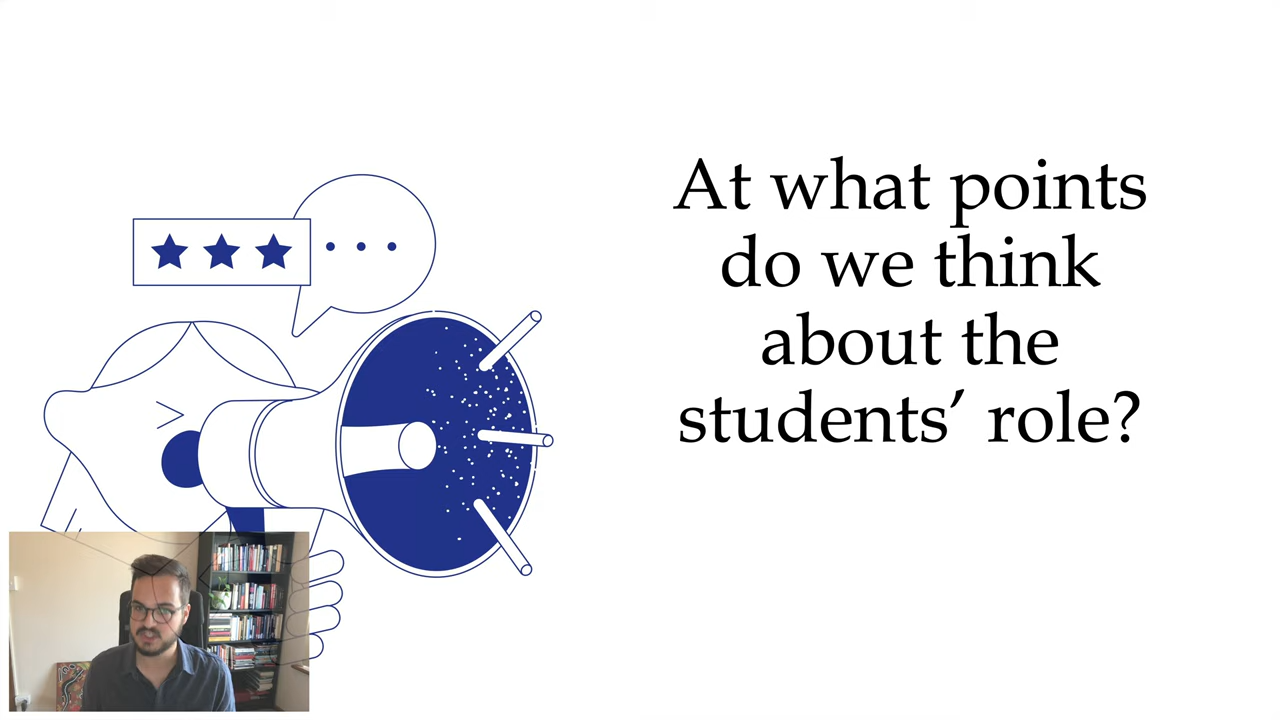 At what points
do we think
about the
students’ role?